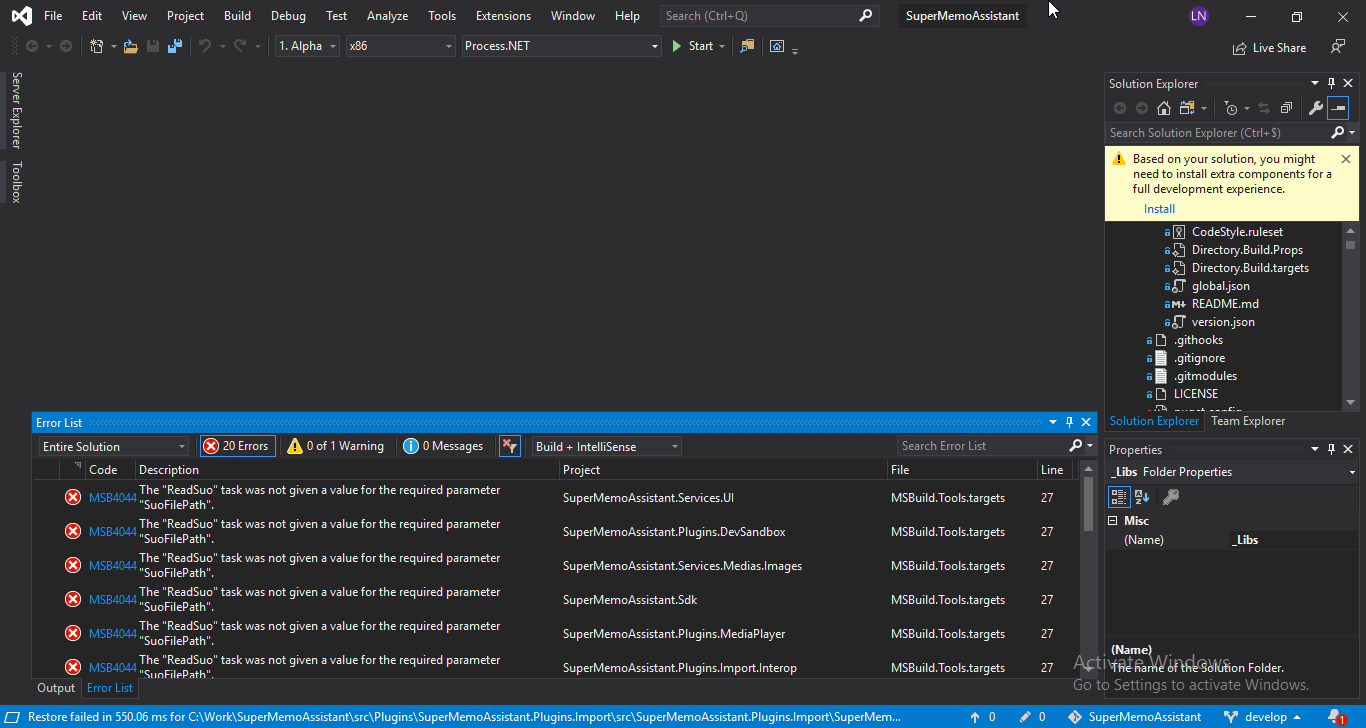 File Edit View Project Build Debug Test Analyze Tools Extensions Window Help Search (Ctrl+Q) SuperMemoAssistant LN
1. Alpha x86 Process.NET Start Live Share
Server Explorer
Toolbox
Solution Explorer
Search Solution Explorer (Ctrl+$)
Based on your solution, you might
need to install extra components for a
full development experience.
Install
CodeStyle.ruleset
Directory.Build.Props
Directory.Build.targets
global.json
README.md
version.json
.githooks
.gitignore
.gitmodules
LICENSE
Solution Explorer Team Explorer
Error List
Entire Solution 20 Errors 0 of 1 Warning 0 Messages Build + IntelliSense Search Error List
Code Description Project File Line
MSB4044 The "ReadSuo" task was not given a value for the required parameter
"SuoFilePath". SuperMemoAssistant.Services.UI MSBuild.Tools.targets 27
MSB4044 The "ReadSuo" task was not given a value for the required parameter
"SuoFilePath". SuperMemoAssistant.Plugins.DevSandbox MSBuild.Tools.targets 27
MSB4044 The "ReadSuo" task was not given a value for the required parameter
"SuoFilePath". SuperMemoAssistant.Services.Medias.Images MSBuild.Tools.targets 27
MSB4044 The "ReadSuo" task was not given a value for the required parameter
"SuoFilePath". SuperMemoAssistant.Sdk MSBuild.Tools.targets 27
MSB4044 The "ReadSuo" task was not given a value for the required parameter
"SuoFilePath". SuperMemoAssistant.Plugins.MediaPlayer MSBuild.Tools.targets 27
MSB4044 The "ReadSuo" task was not given a value for the required parameter
"SuoFilePath". SuperMemoAssistant.Plugins.Import.Interop MSBuild.Tools.targets 27
Output Error List
Properties
_Libs Folder Properties
Misc
(Name) _Libs
(Name)
The name of the Solution Folder.
Activate Windows
Go to Settings to activate Windows.
Restore failed in 550.06 ms for C:\Work\SuperMemoAssistant\src\Plugins\SuperMemoAssistant.Plugins.Import\src\SuperMemoAssistant.Plugins.Import\SuperMem... 0 0 SuperMemoAssistant develop 1